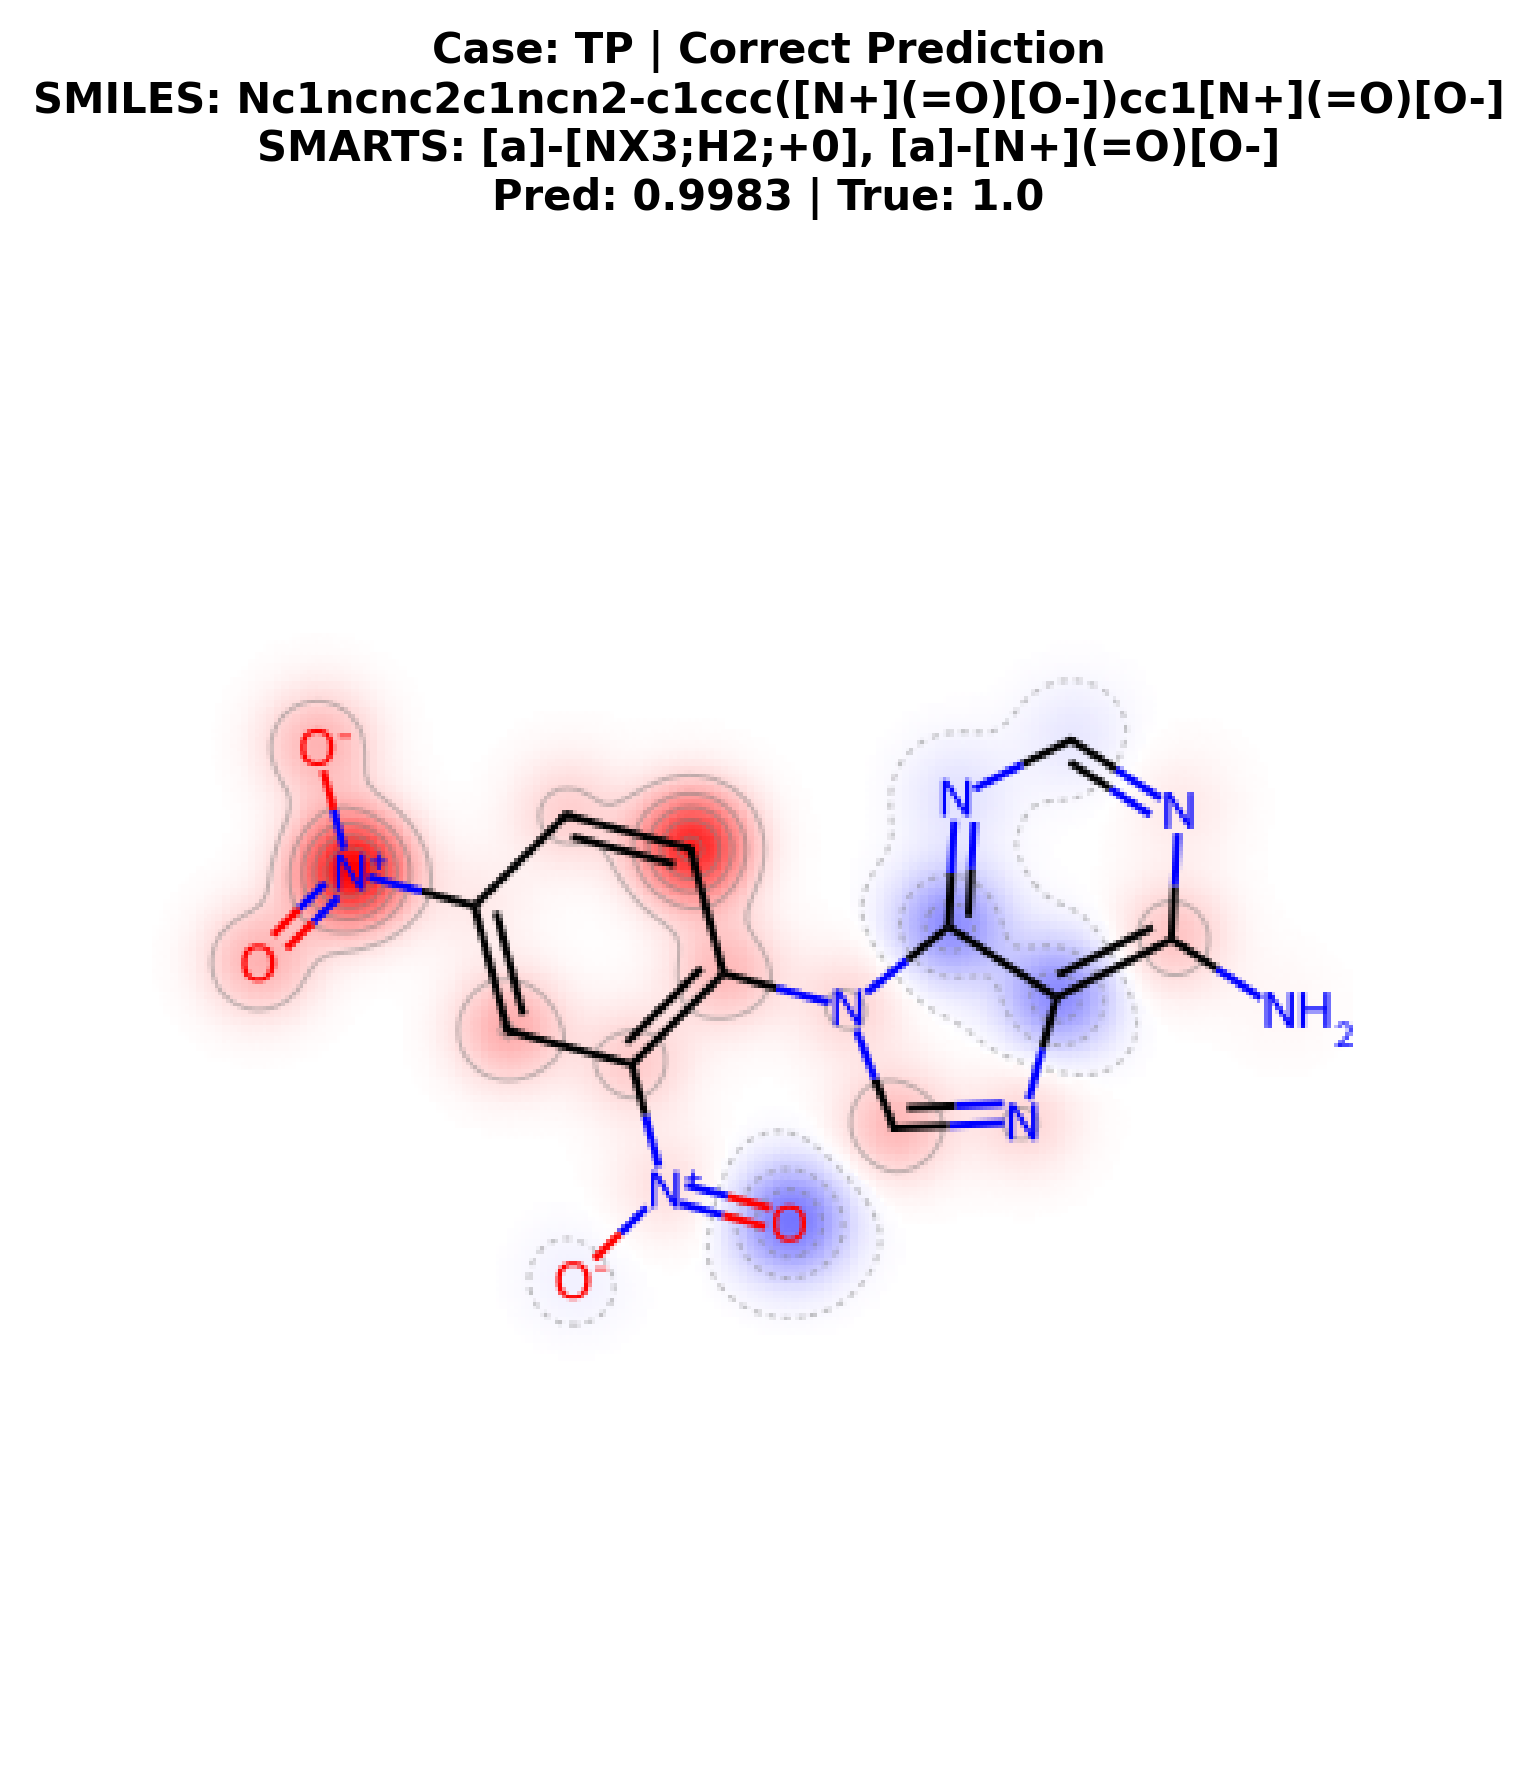 Case: TP | Correct Prediction
SMILES: Nc1ncnc2c1ncn2-c1ccc([N+](=O)[O-])cc1[N+](=O)[O-]
SMARTS: [a]-[NX3;H2;+0], [a]-[N+](=O)[O-]
Pred: 0.9983 | True: 1.0
O⁻
N
N
N⁺
O
N
NH₂
N
N⁺
O
O⁻